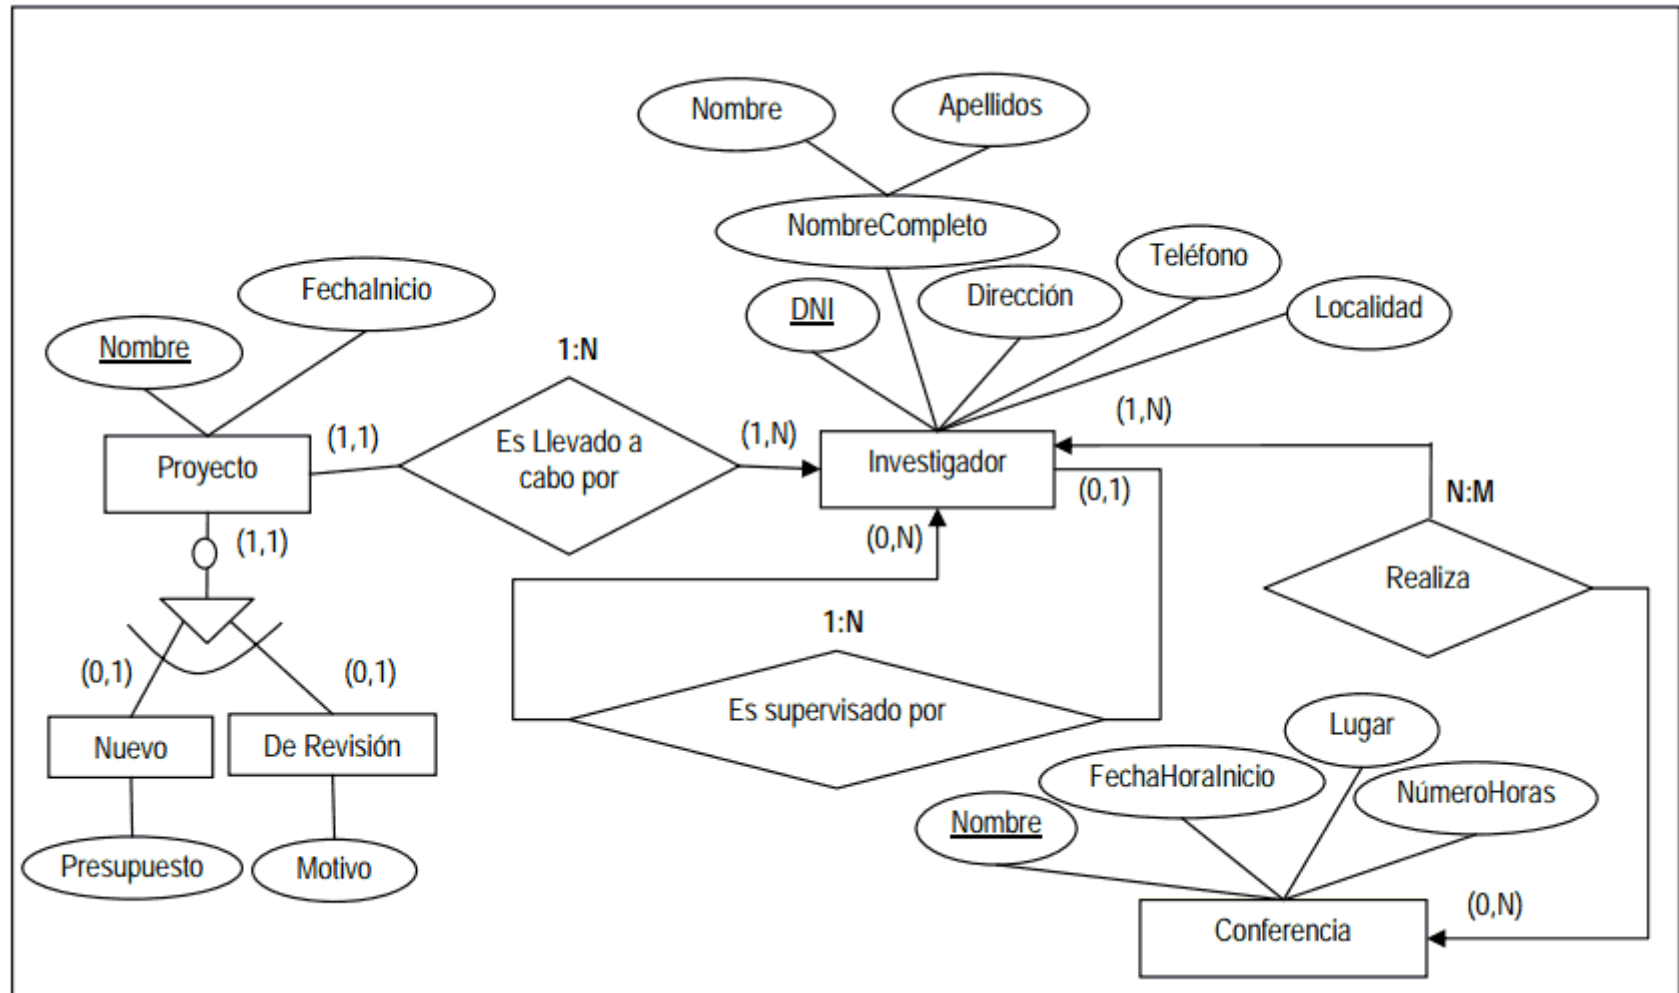 Nombre
Apellidos
NombreCompleto
Teléfono
FechaInicio
DNI
Dirección
Localidad
Nombre
1:N
(1,1)
Es Llevado a
cabo por
(1,N)
(1,N)
Proyecto
Investigador
(0,1)
N:M
(1,1)
(0,N)
Realiza
1:N
(0,1)
(0,1)
Es supervisado por
Nuevo
De Revisión
Lugar
FechaHoraInicio
NúmeroHoras
Nombre
Presupuesto
Motivo
(0,N)
Conferencia